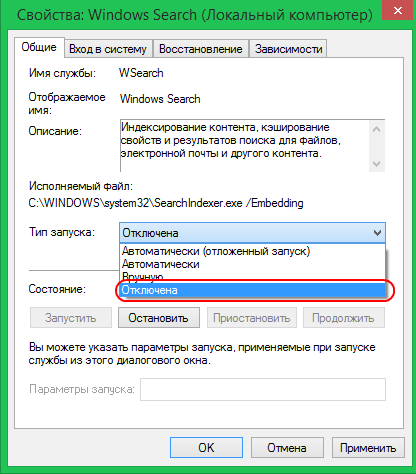 Свойства: Windows Search (Локальный компьютер)
Общие Вход в систему Восстановление Зависимости
Имя службы: WSearch
Отображаемое имя: Windows Search
Описание: Индексирование контента, кэширование
свойств и результатов поиска для файлов,
электронной почты и другого контента.
Исполняемый файл:
C:\WINDOWS\system32\SearchIndexer.exe /Embedding
Тип запуска: Отключена
Автоматически (отложенный запуск)
Автоматически
Вручную
Состояние: Отключена
Запустить Остановить Приостановить Продолжить
Вы можете указать параметры запуска, применяемые при запуске
службы из этого диалогового окна.
Параметры запуска:
OK Отмена Применить